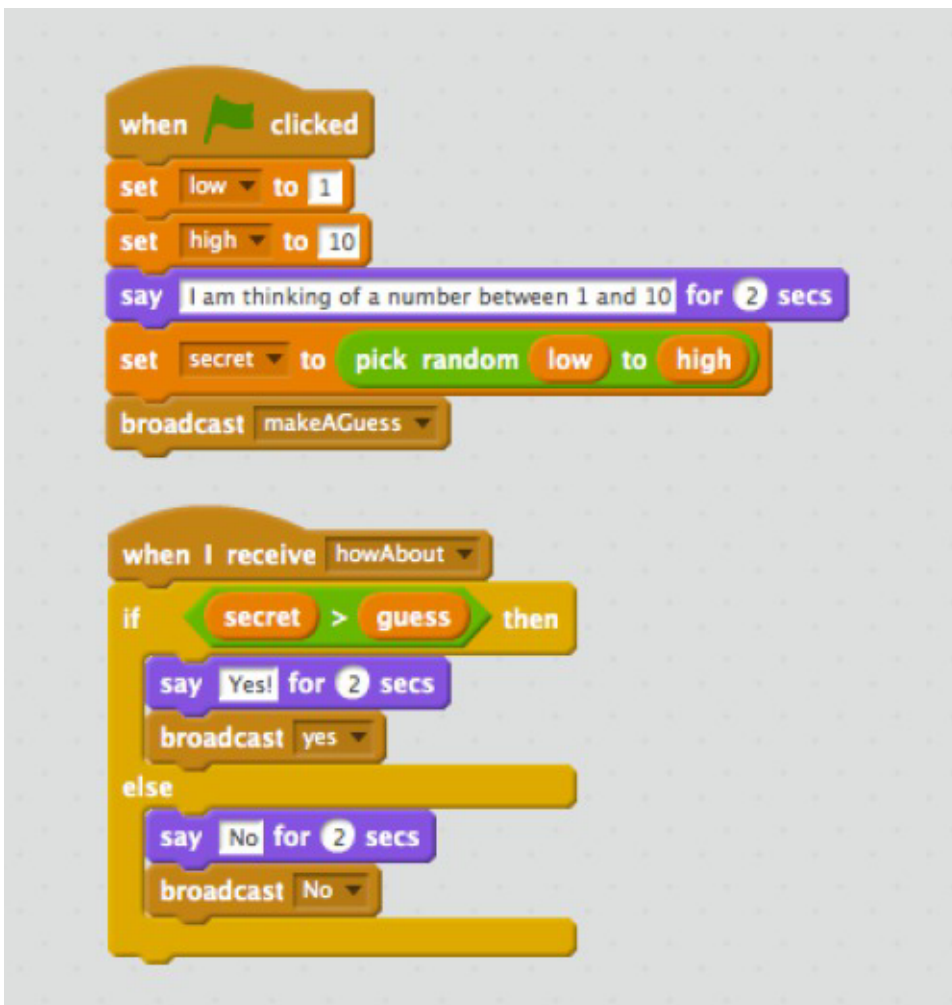 when clicked
set low to 1
set high to 10
say I am thinking of a number between 1 and 10 for 2 secs
set secret to pick random low to high
broadcast makeAGuess
when I receive howAbout
if secret > guess then
say Yes! for 2 secs
broadcast yes
else
say No for 2 secs
broadcast No